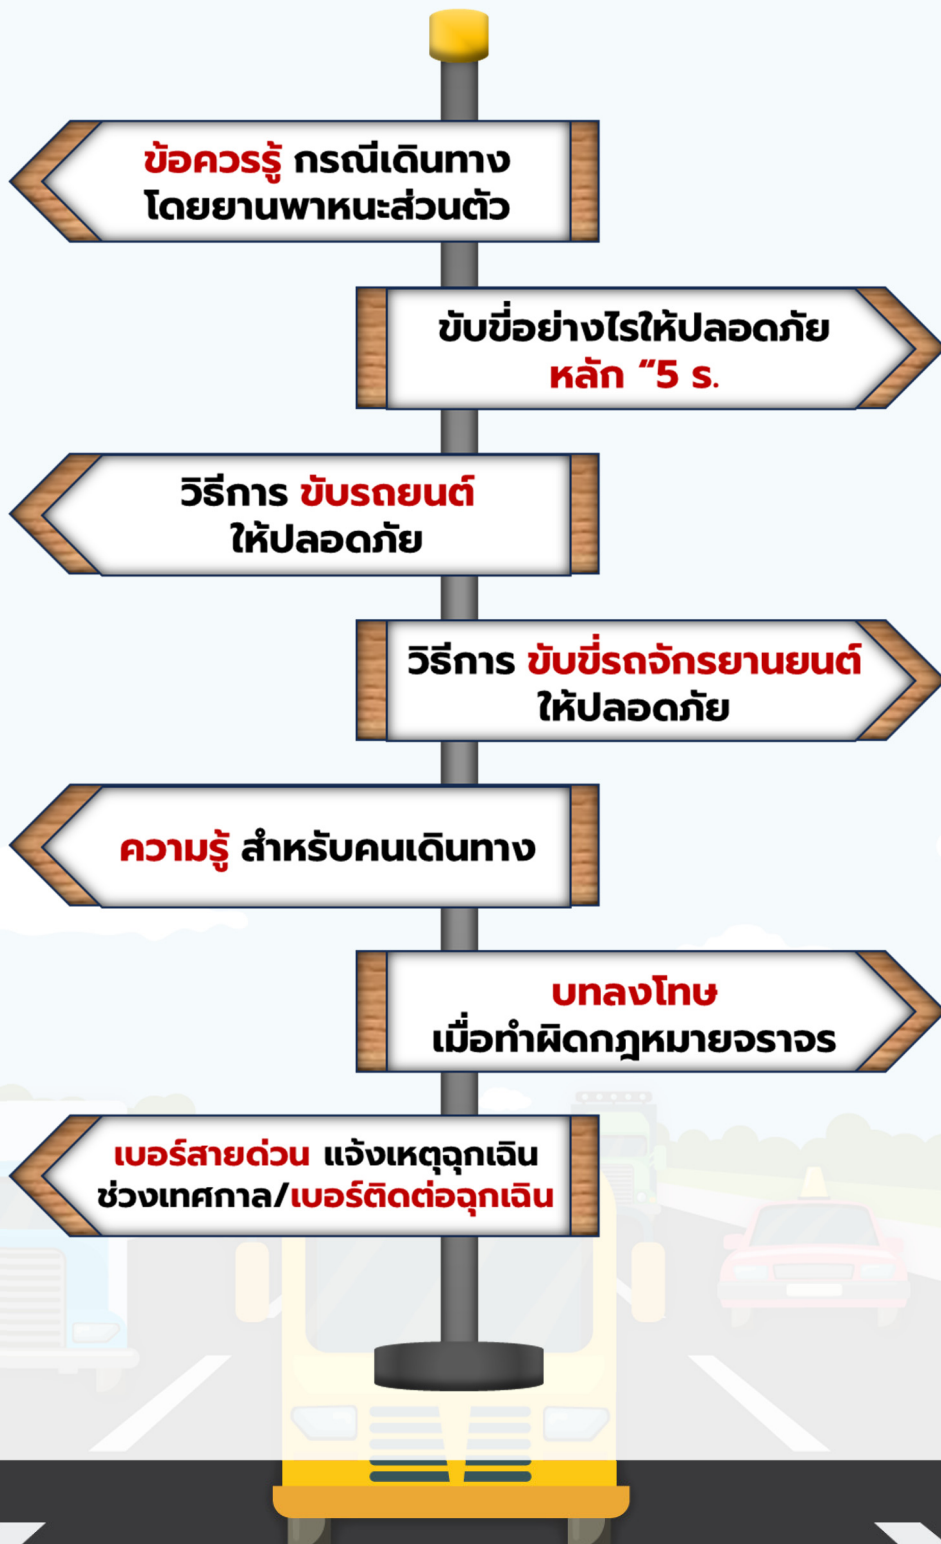 ข้อควรรู้ กรณีเดินทาง
โดยยานพาหนะส่วนตัว
ขับขี่อย่างไรให้ปลอดภัย
หลัก “5 ร.
วิธีการ ขับรถยนต์
ให้ปลอดภัย
วิธีการ ขับขี่รถจักรยานยนต์
ให้ปลอดภัย
ความรู้ สำหรับคนเดินทาง
บทลงโทษ
เมื่อทำผิดกฎหมายจราจร
เบอร์สายด่วน แจ้งเหตุฉุกเฉิน
ช่วงเทศกาล/เบอร์ติดต่อฉุกเฉิน